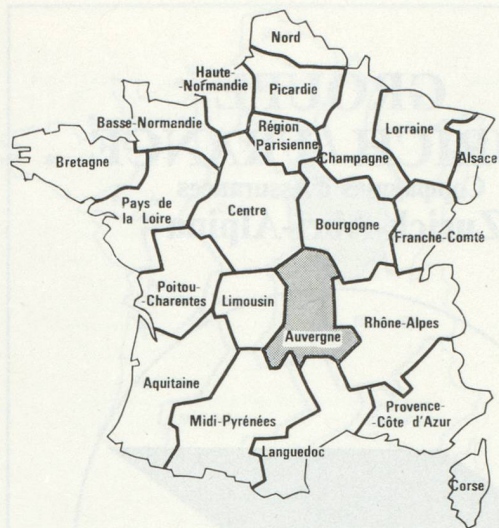 Nord
Haute-
-Normandie
Picardie
Basse-Normandie
Région
Parisienne
Lorraine
Alsace
Bretagne
Champagne
Pays de
la Loire
Centre
Bourgogne
Franche-Comté
Poitou-
-Charentes
Limousin
Auvergne
Rhône-Alpes
Aquitaine
Midi-Pyrénées
Provence-
-Côte d'Azur
Languedoc
Corse